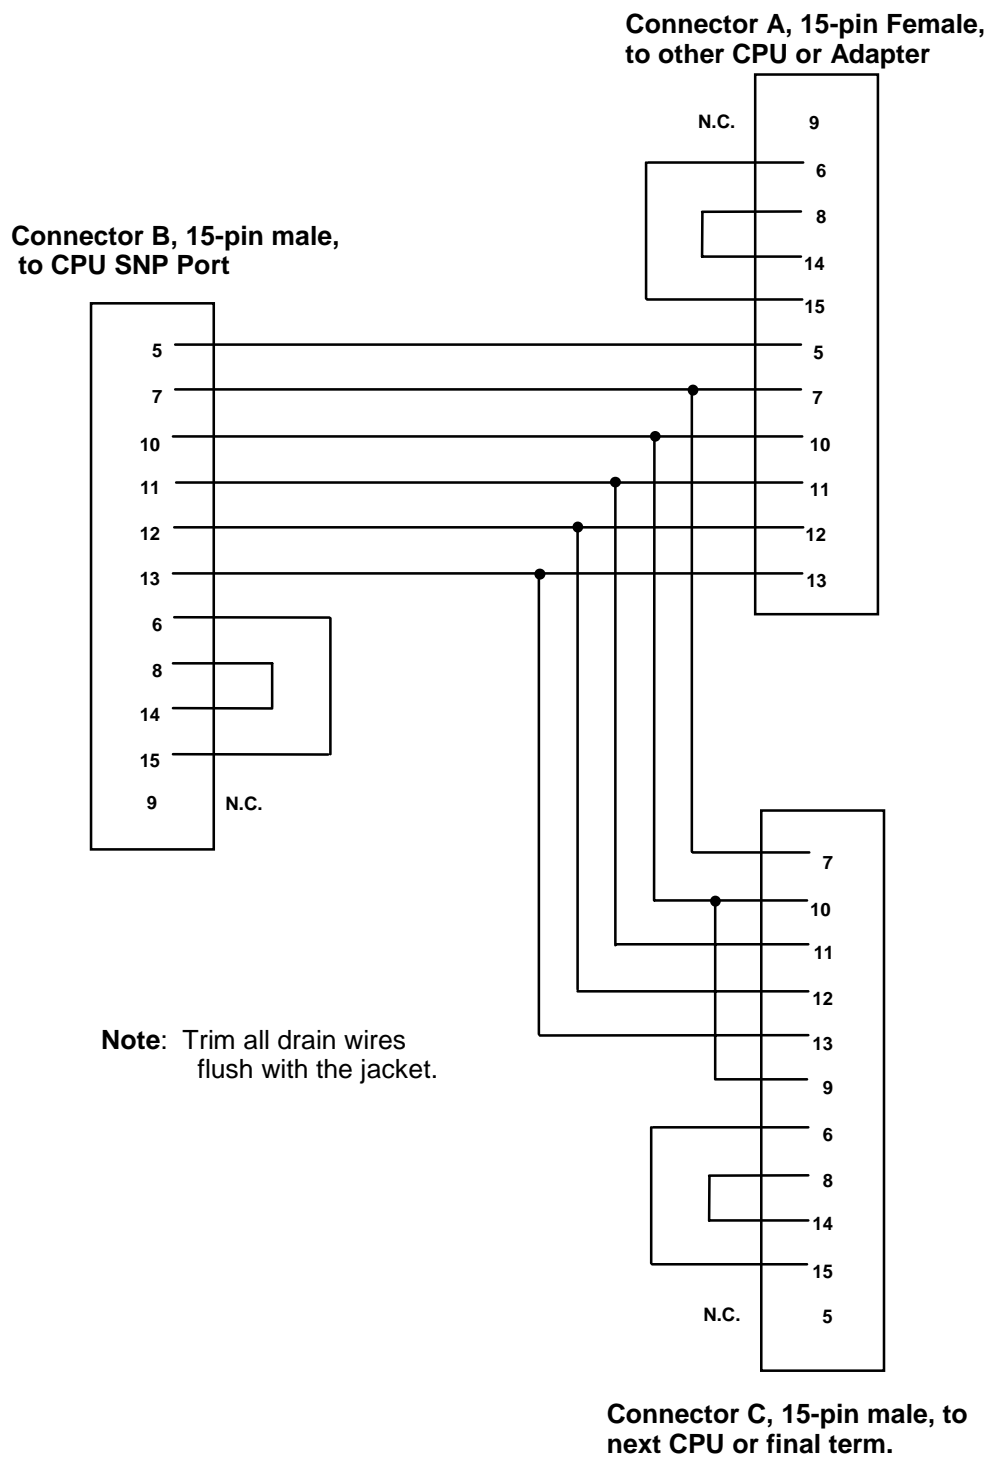 Connector A, 15-pin Female,
to other CPU or Adapter
N.C. 9
6
8
14
15
5
7
10
11
12
13
Connector B, 15-pin male,
to CPU SNP Port
5
7
10
11
12
13
6
8
14
15
9 N.C.
Note: Trim all drain wires
flush with the jacket.
7
10
11
12
13
9
6
8
14
15
N.C. 5
Connector C, 15-pin male, to
next CPU or final term.